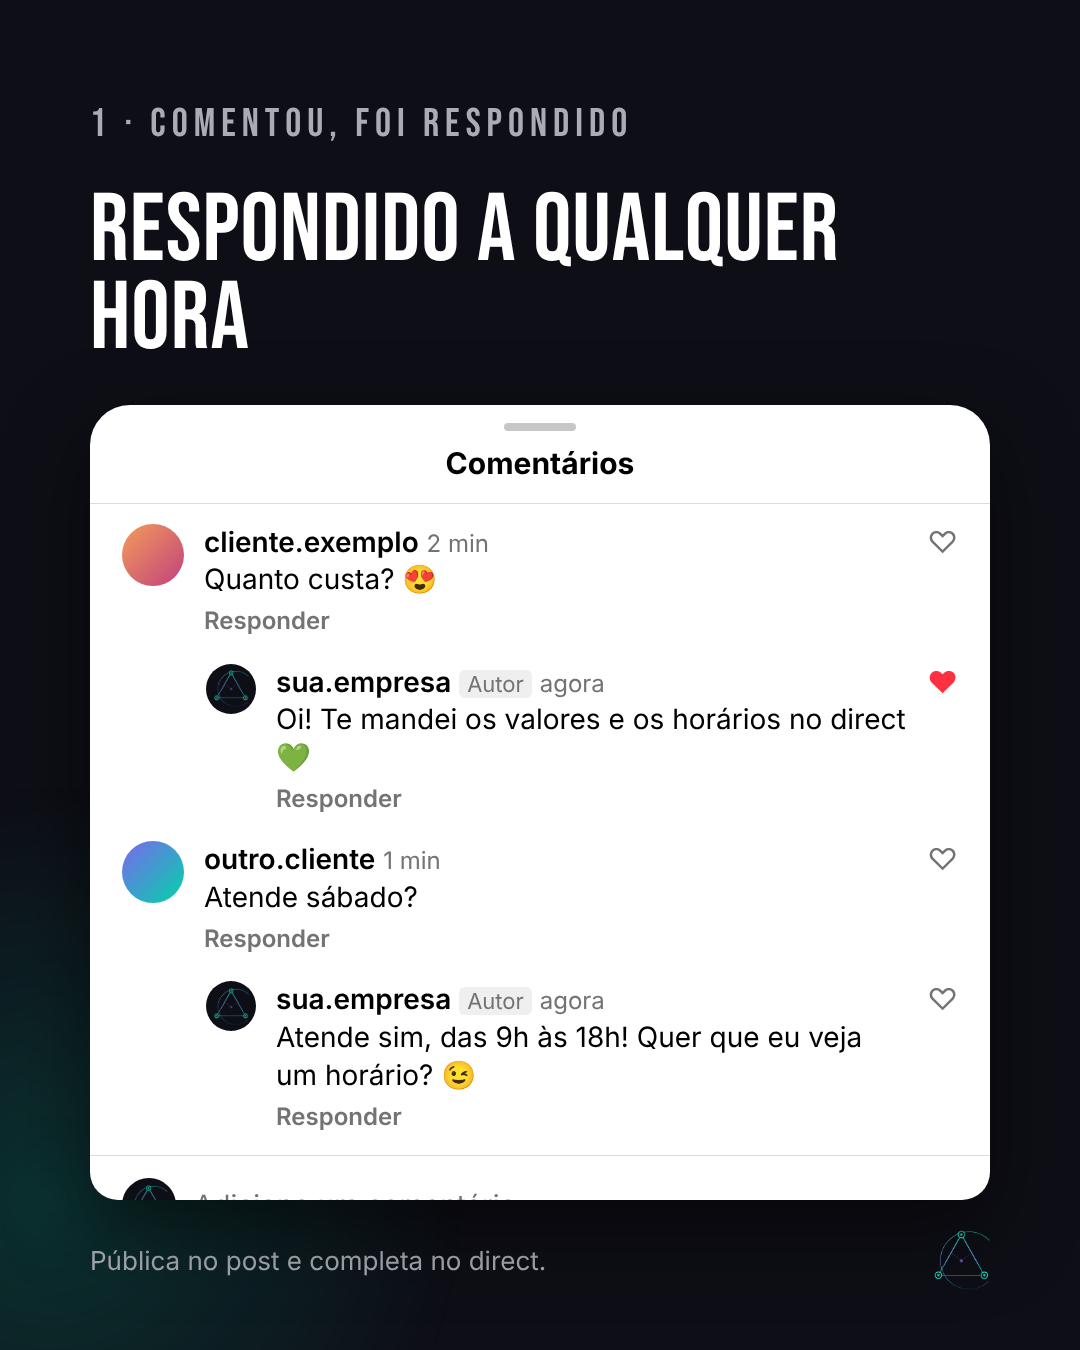 1 · COMENTOU, FOI RESPONDIDO
RESPONDIDO A QUALQUER
HORA
Comentários
cliente.exemplo 2 min
Quanto custa? 😍
Responder
sua.empresa Autor agora
Oi! Te mandei os valores e os horários no direct
💚
Responder
outro.cliente 1 min
Atende sábado?
Responder
sua.empresa Autor agora
Atende sim, das 9h às 18h! Quer que eu veja
um horário? 😉
Responder
Pública no post e completa no direct.